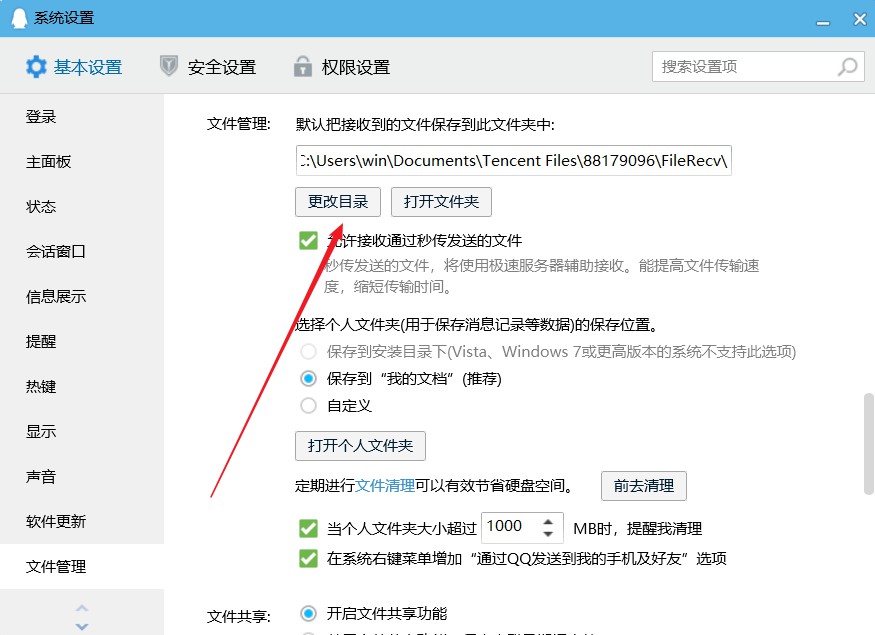 系统设置
基本设置 安全设置 权限设置 搜索设置项
登录
主面板
状态
会话窗口
信息展示
提醒
热键
显示
声音
软件更新
文件管理
文件管理: 默认把接收到的文件保存到此文件夹中:
:\Users\win\Documents\Tencent Files\88179096\FileRecv\
更改目录 打开文件夹
允许接收通过秒传发送的文件
秒传发送的文件，将使用极速服务器辅助接收。能提高文件传输速
度，缩短传输时间。
选择个人文件夹(用于保存消息记录等数据)的保存位置。
保存到安装目录下(Vista、Windows 7或更高版本的系统不支持此选项)
保存到“我的文档”(推荐)
自定义
打开个人文件夹
定期进行文件清理可以有效节省硬盘空间。 前去清理
当个人文件夹大小超过 1000 MB时，提醒我清理
在系统右键菜单增加“通过QQ发送到我的手机及好友”选项
文件共享: 开启文件共享功能